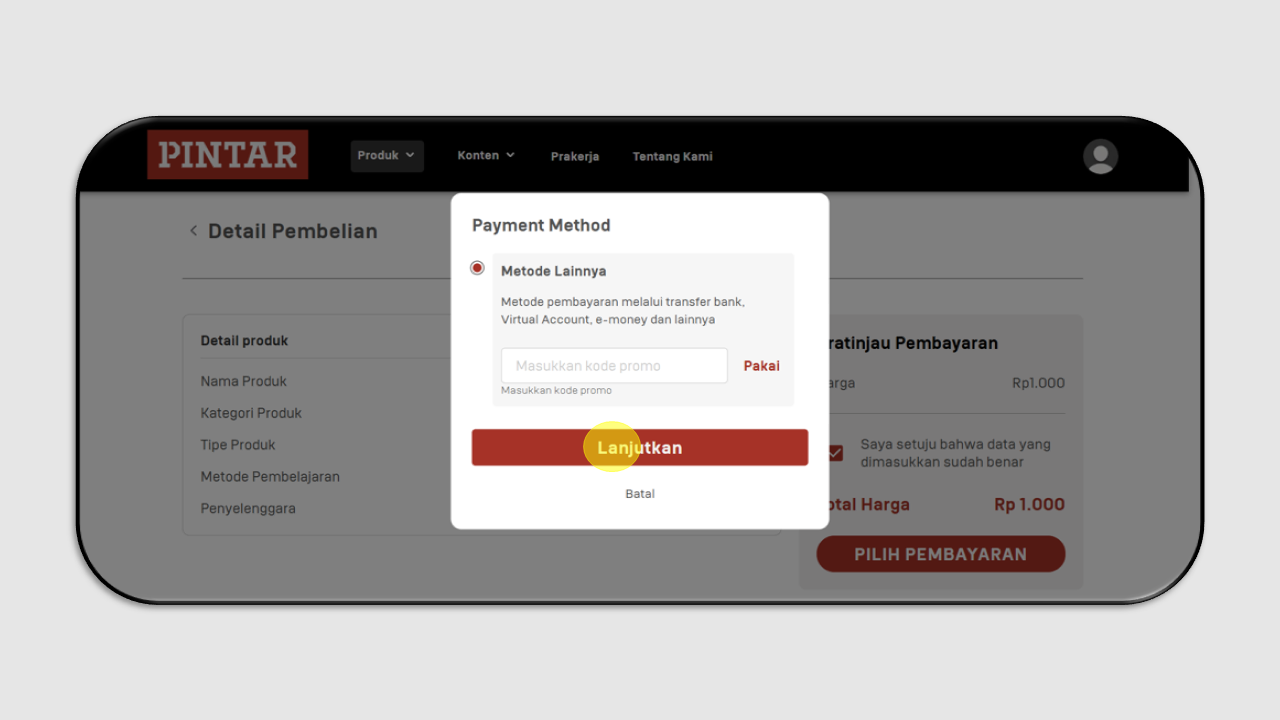 PINTAR
Produk
Konten
Prakerja
Tentang Kami
Detail Pembelian
Detail produk
Nama Produk
Kategori Produk
Tipe Produk
Metode Pembelajaran
Penyelenggara
Payment Method
Metode Lainnya
Metode pembayaran melalui transfer bank,
Virtual Account, e-money dan lainnya
Masukkan kode promo
Pakai
Masukkan kode promo
Lanjutkan
Batal
ratinjau Pembayaran
arga
Rp1.000
Saya setuju bahwa data yang
dimasukkan sudah benar
otal Harga
Rp 1.000
PILIH PEMBAYARAN